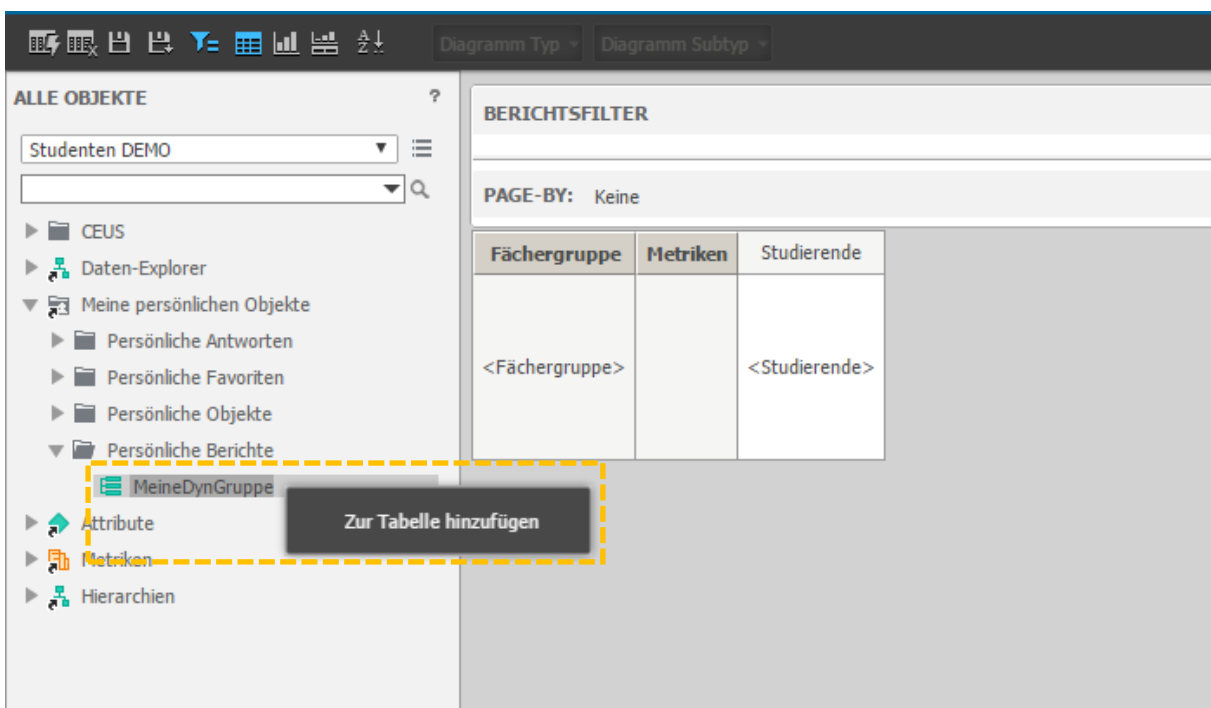 Diagramm Typ
Diagramm Subtyp
ALLE OBJEKTE ?
Studenten DEMO
CEUS
Daten-Explorer
Meine persönlichen Objekte
Persönliche Antworten
Persönliche Favoriten
Persönliche Objekte
Persönliche Berichte
MeineDynGruppe
Zur Tabelle hinzufügen
Attribute
Metriken
Hierarchien
BERICHTSFILTER
PAGE-BY: Keine
Fächergruppe Metriken Studierende
<Fächergruppe> <Studierende>